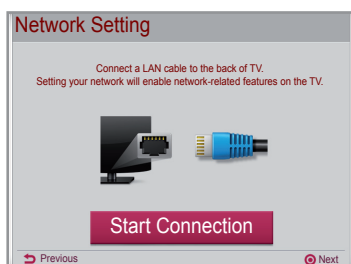 Network Setting
Connect a LAN cable to the back of TV.
Setting your network will enable network-related features on the TV.
Start Connection
Previous
Next